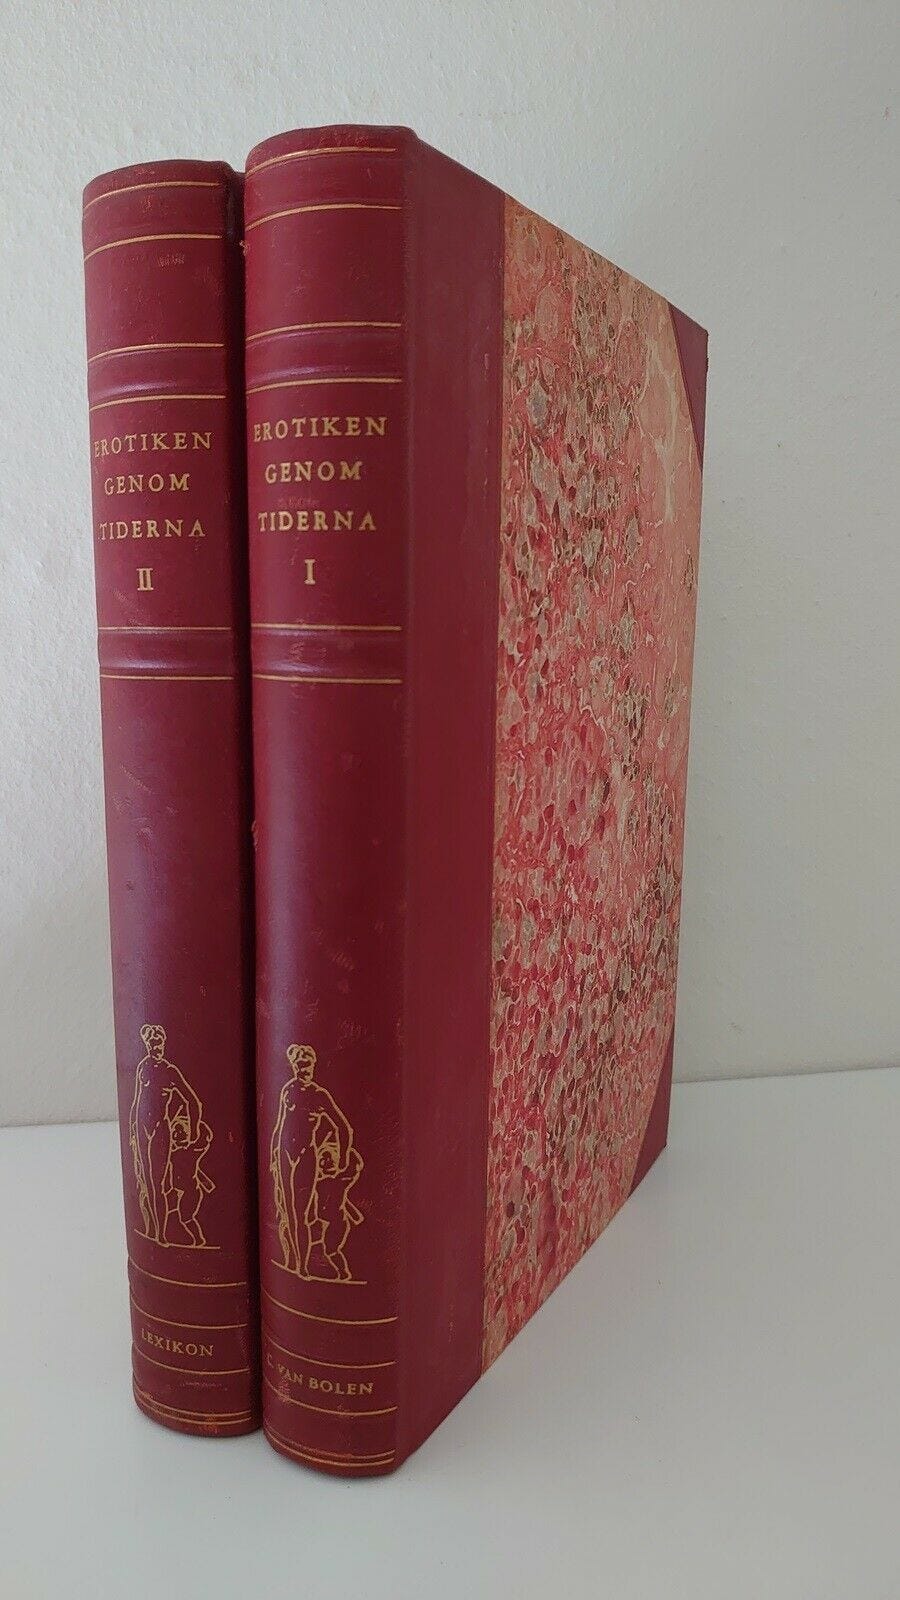 EROTIKEN
GENOM
TIDERNA
II
LEXIKON
EROTIKEN
GENOM
TIDERNA
I
C. VAN BOLEN